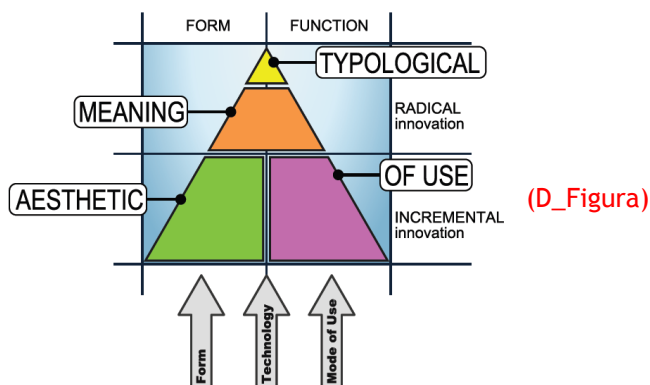 FORM
FUNCTION
TYPOLOGICAL
MEANING
RADICAL
innovation
OF USE
AESTHETIC
(D_Figura)
INCREMENTAL
innovation
Form
Technology
Mode of Use